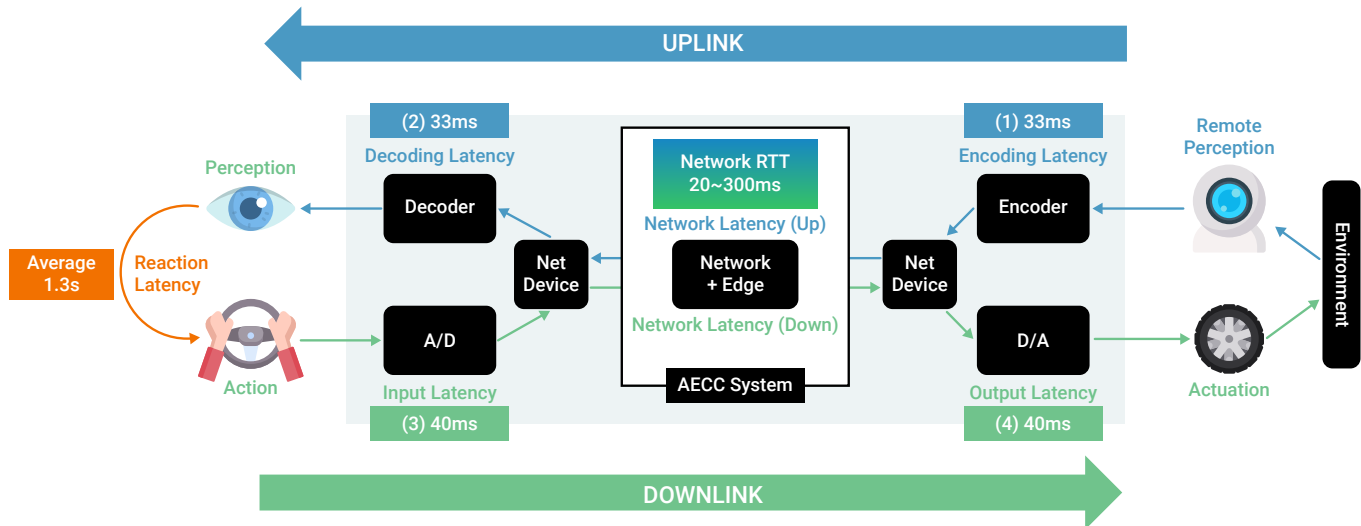 UPLINK
(2) 33ms
Decoding Latency
Decoder
Network RTT
20~300ms
Network Latency (Up)
Network
+ Edge
Network Latency (Down)
AECC System
(1) 33ms
Encoding Latency
Encoder
Remote
Perception
Perception
Average
1.3s
Reaction
Latency
Net
Device
Net
Device
Environment
Action
A/D
Input Latency
(3) 40ms
D/A
Output Latency
(4) 40ms
Actuation
DOWNLINK